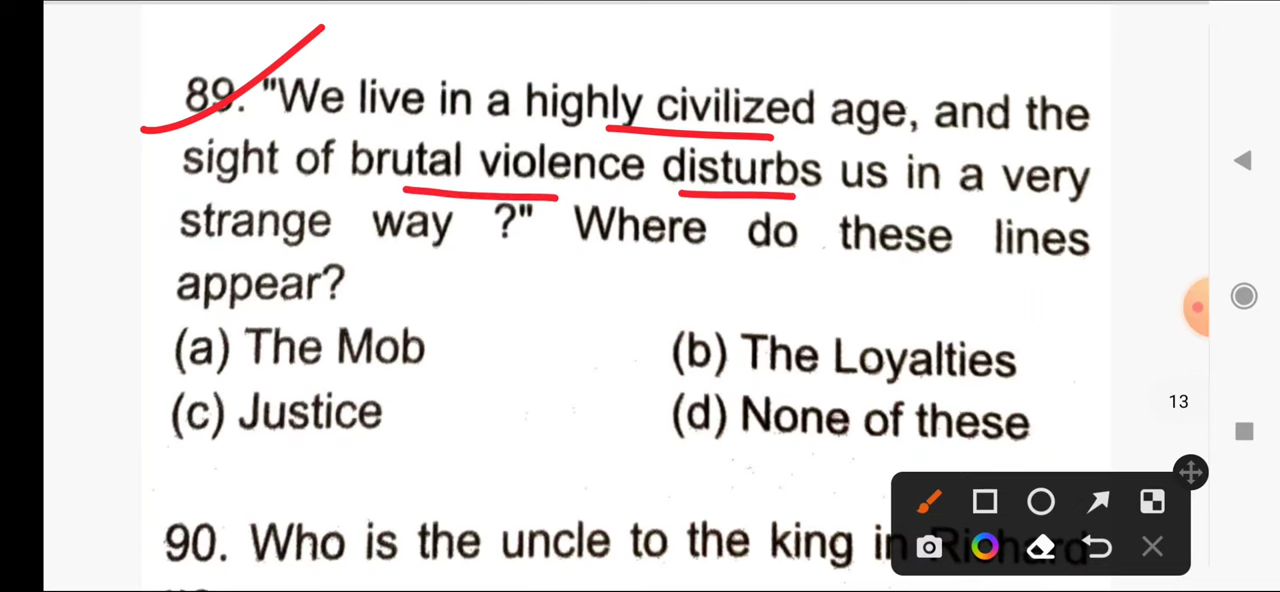 89. "We live in a highly civilized age, and the
sight of brutal violence disturbs us in a very
strange way ?" Where do these lines
appear?
(a) The Mob
(b) The Loyalties
(c) Justice
(d) None of these
13
90. Who is the uncle to the king in Richard